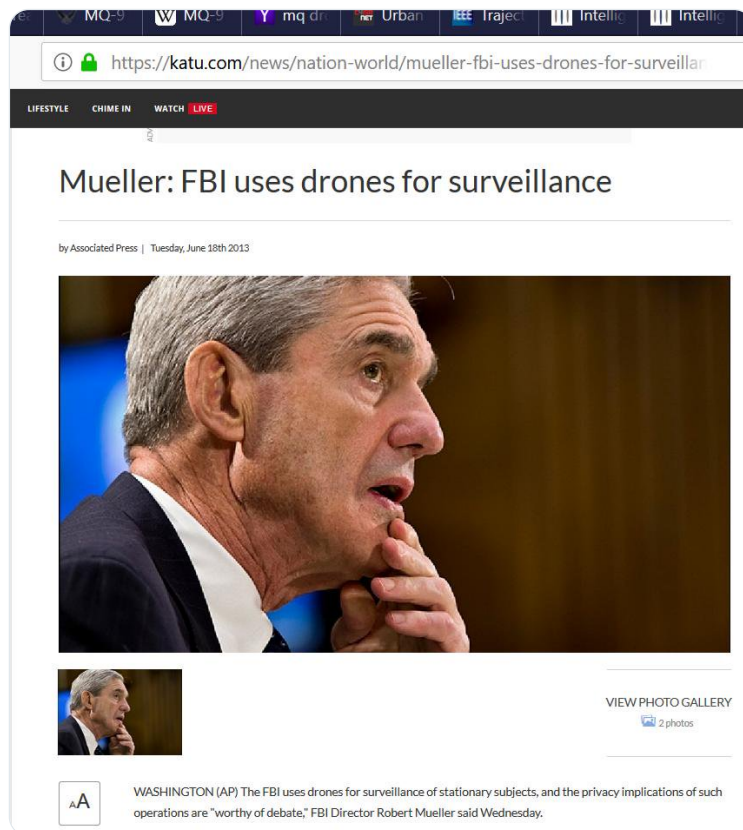 MQ-9
MQ-9
mq
Urban
Traject
Intellig
Intellig
https://katu.com/news/nation-world/mueller-fbi-uses-drones-for-surveillan
LIFESTYLE CHIME IN WATCH LIVE
ADV
Mueller: FBI uses drones for surveillance
by Associated Press | Tuesday, June 18th 2013
VIEW PHOTO GALLERY
2 photos
AA
WASHINGTON (AP) The FBI uses drones for surveillance of stationary subjects, and the privacy implications of such
operations are "worthy of debate," FBI Director Robert Mueller said Wednesday.